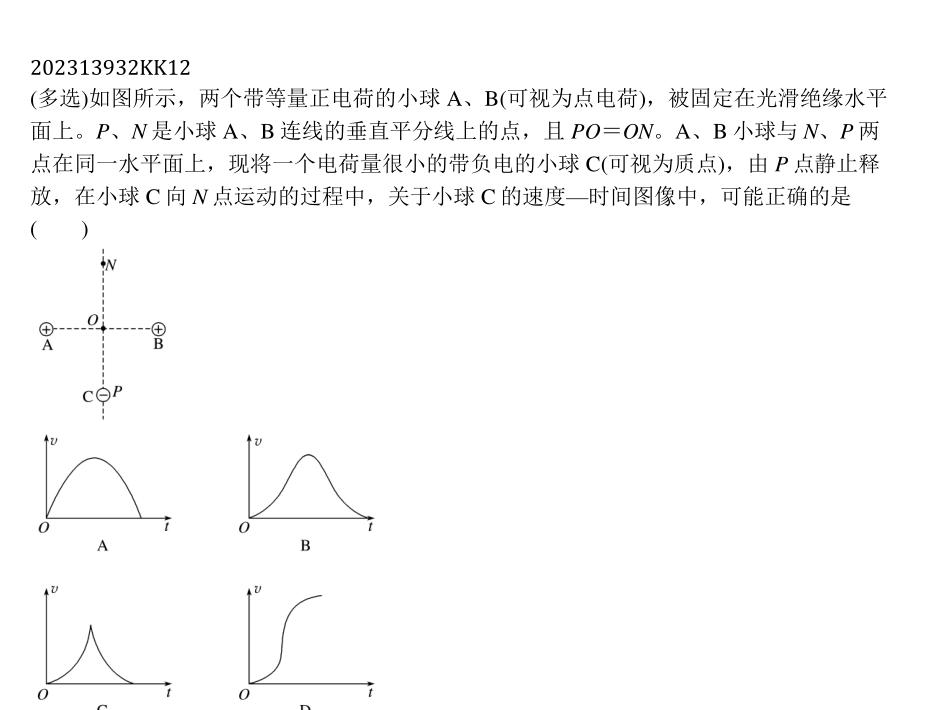 202313932KK12
(多选)如图所示，两个带等量正电荷的小球 A、B(可视为点电荷)，被固定在光滑绝缘水平
面上。P、N 是小球 A、B 连线的垂直平分线上的点，且 PO＝ON。A、B 小球与 N、P 两
点在同一水平面上，现将一个电荷量很小的带负电的小球 C(可视为质点)，由 P 点静止释
放，在小球 C 向 N 点运动的过程中，关于小球 C 的速度—时间图像中，可能正确的是
(　　)
N
O
A B
C P
v v
O t O t
A B
v v
O t O t